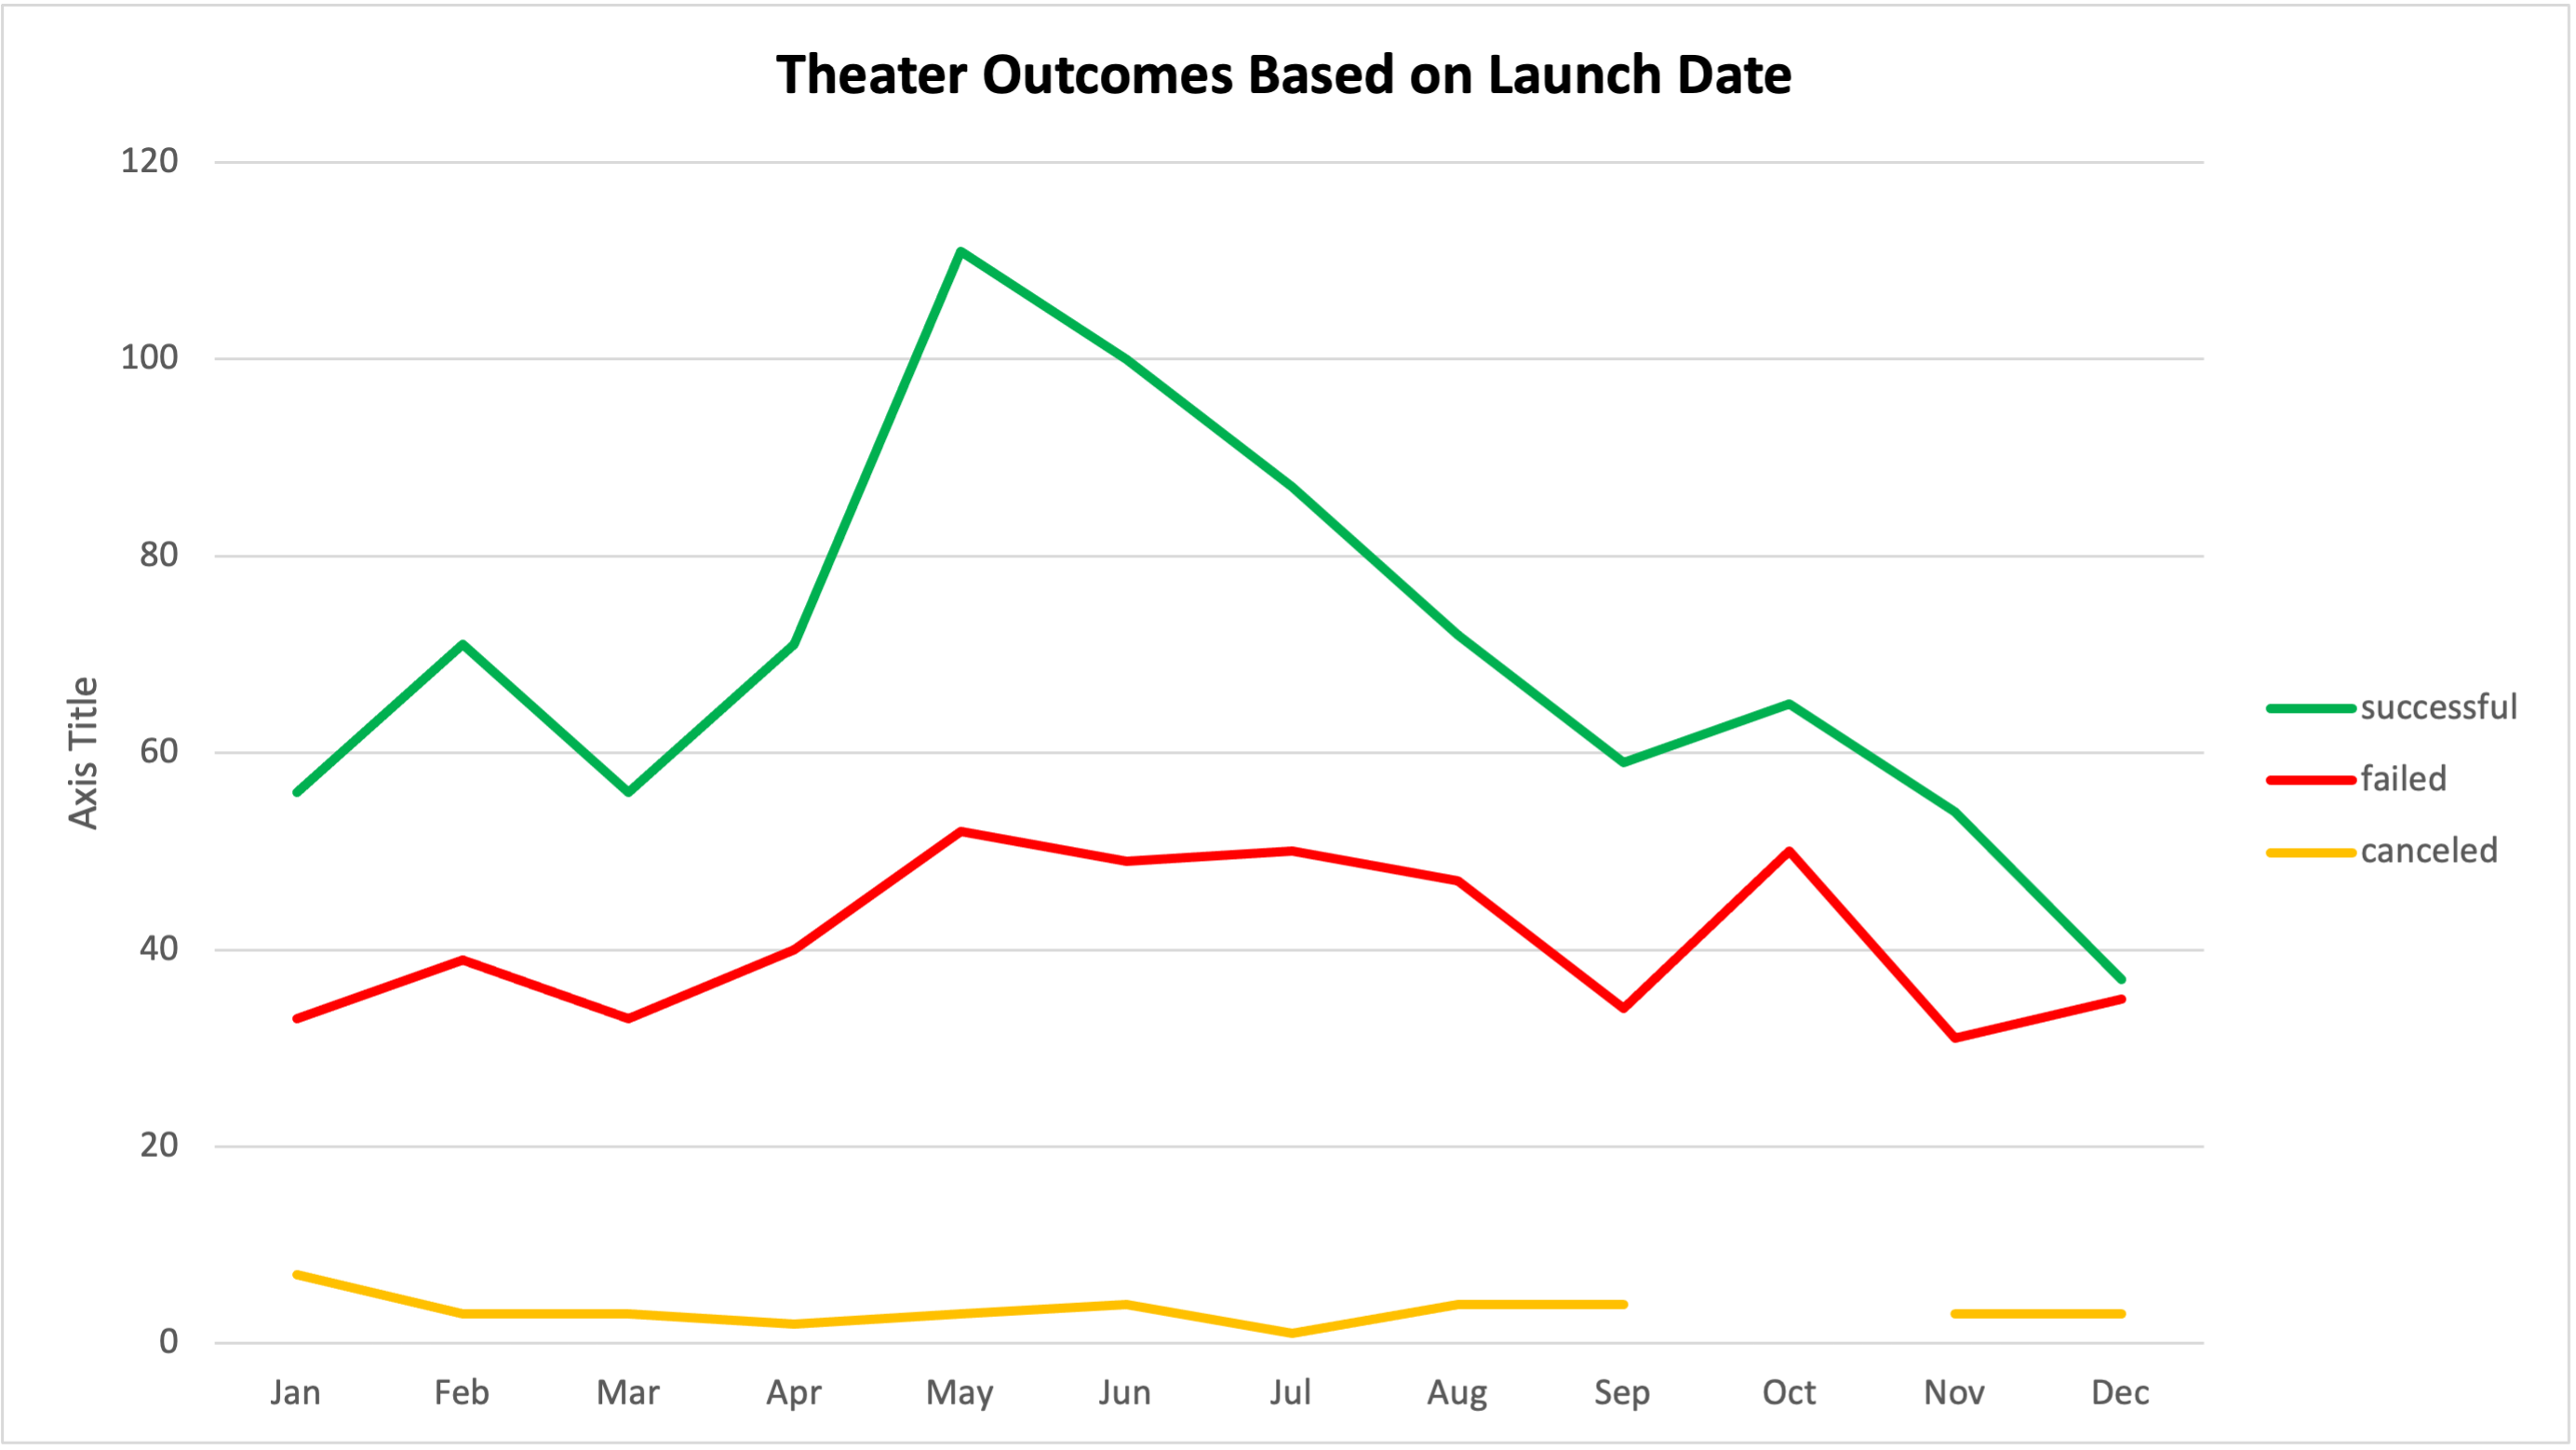 Theater Outcomes Based on Launch Date
120
100
80
60
40
20
0
Axis Title
Jan Feb Mar Apr May Jun Jul Aug Sep Oct Nov Dec
successful
failed
canceled